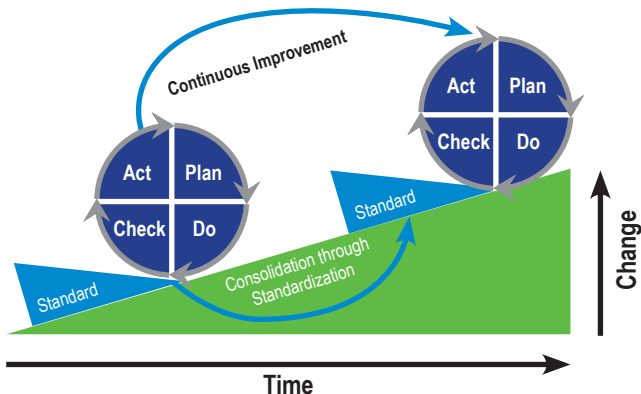 Continuous Improvement
Act
Plan
Check
Do
Act
Plan
Check
Do
Standard
Standard
Consolidation through
Standardization
Change
Time